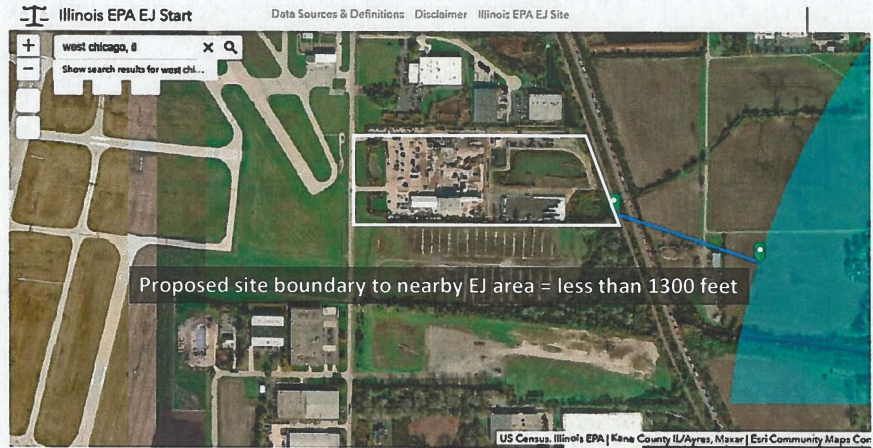 Illinois EPA EJ Start
Data Sources & Definitions Disclaimer Illinois EPA EJ Site
+
west chicago, il X
−
Show search results for west chi...
Proposed site boundary to nearby EJ area = less than 1300 feet
US Census, Illinois EPA | Kane County IL/Ayres, Maxar | Esri Community Maps Con